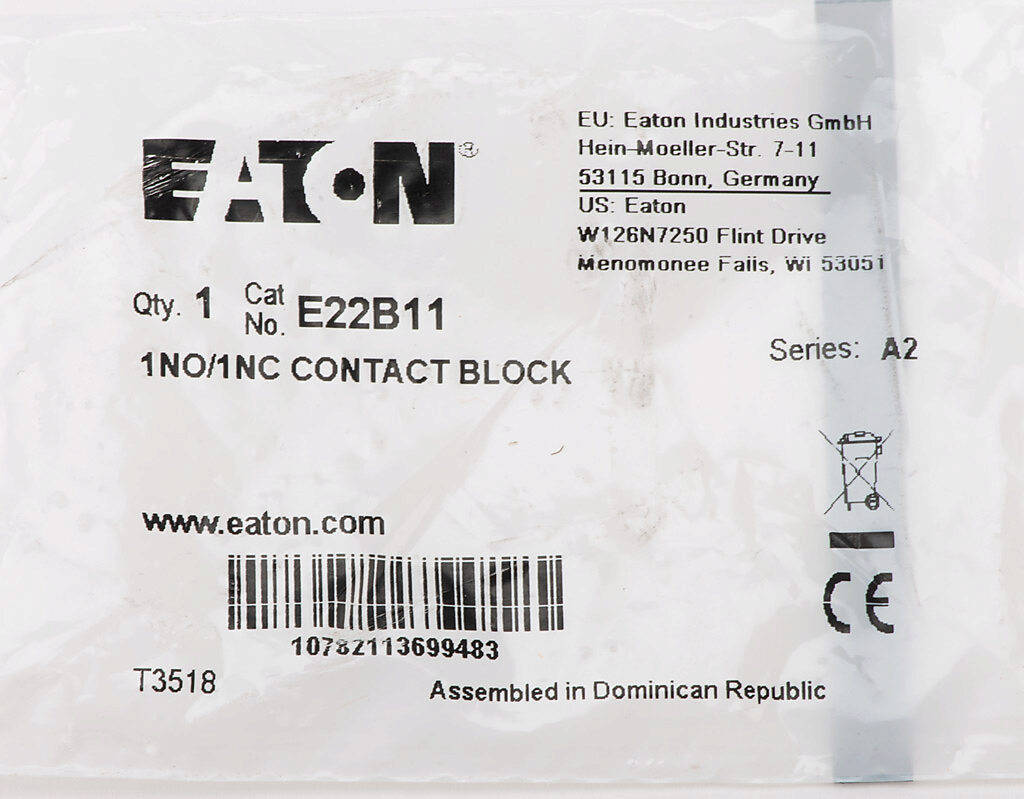 EATON®
EU: Eaton Industries GmbH
Hein-Moeller-Str. 7-11
53115 Bonn, Germany
US: Eaton
W126N7250 Flint Drive
Menomonee Falls, WI 53051
Qty. 1 Cat No. E22B11
1NO/1NC CONTACT BLOCK
Series: A2
www.eaton.com
CE
10782113699483
T3518
Assembled in Dominican Republic